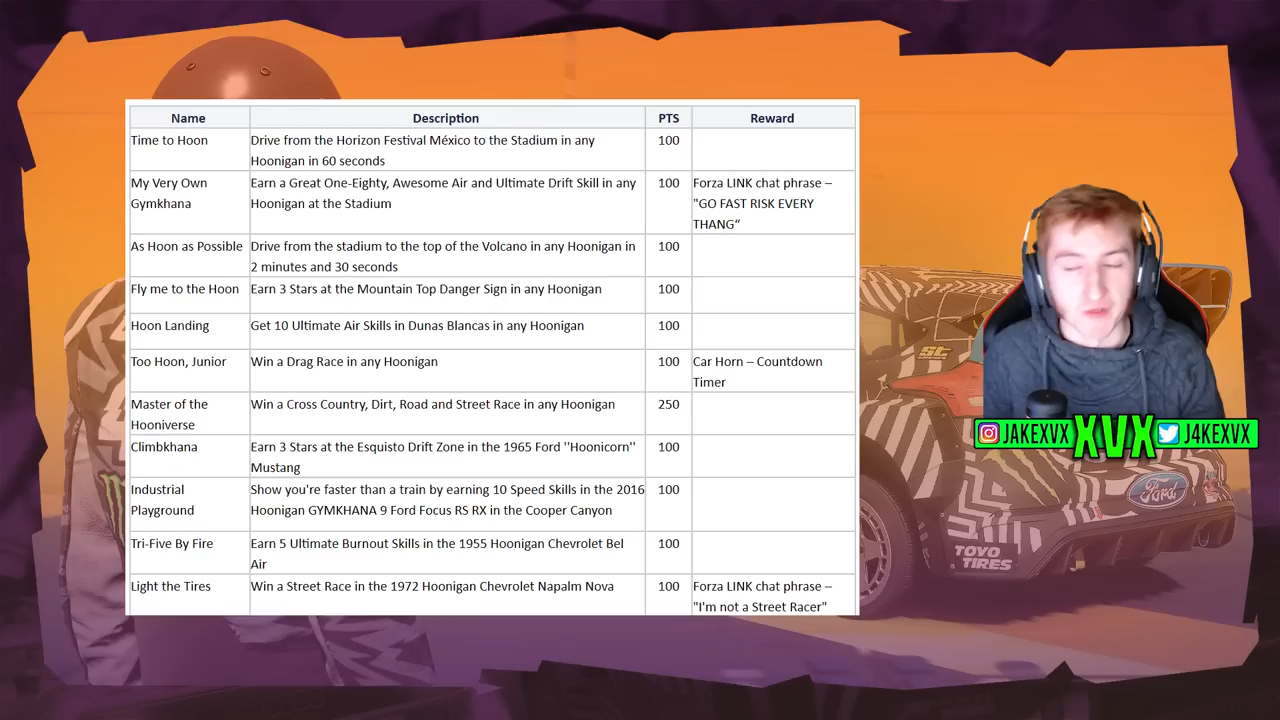 Name Description PTS Reward
Time to Hoon Drive from the Horizon Festival México to the Stadium in any 100
Hoonigan in 60 seconds
My Very Own Earn a Great One-Eighty, Awesome Air and Ultimate Drift Skill in any 100 Forza LINK chat phrase –
Gymkhana Hoonigan at the Stadium "GO FAST RISK EVERY
THANG“
As Hoon as Possible Drive from the stadium to the top of the Volcano in any Hoonigan in 100
2 minutes and 30 seconds
Fly me to the Hoon Earn 3 Stars at the Mountain Top Danger Sign in any Hoonigan 100
Hoon Landing Get 10 Ultimate Air Skills in Dunas Blancas in any Hoonigan 100
Too Hoon, Junior Win a Drag Race in any Hoonigan 100 Car Horn – Countdown
Timer
Master of the Win a Cross Country, Dirt, Road and Street Race in any Hoonigan 250
Hooniverse
Climbkhana Earn 3 Stars at the Esquisto Drift Zone in the 1965 Ford "Hoonicorn" 100
Mustang
Industrial Show you're faster than a train by earning 10 Speed Skills in the 2016 100
Playground Hoonigan GYMKHANA 9 Ford Focus RS RX in the Cooper Canyon
Tri-Five By Fire Earn 5 Ultimate Burnout Skills in the 1955 Hoonigan Chevrolet Bel 100
Air
Light the Tires Win a Street Race in the 1972 Hoonigan Chevrolet Napalm Nova 100 Forza LINK chat phrase –
"I'm not a Street Racer"
ST
JAKEXVX XVX J4KEXVX
Ford
TOYO
TIRES